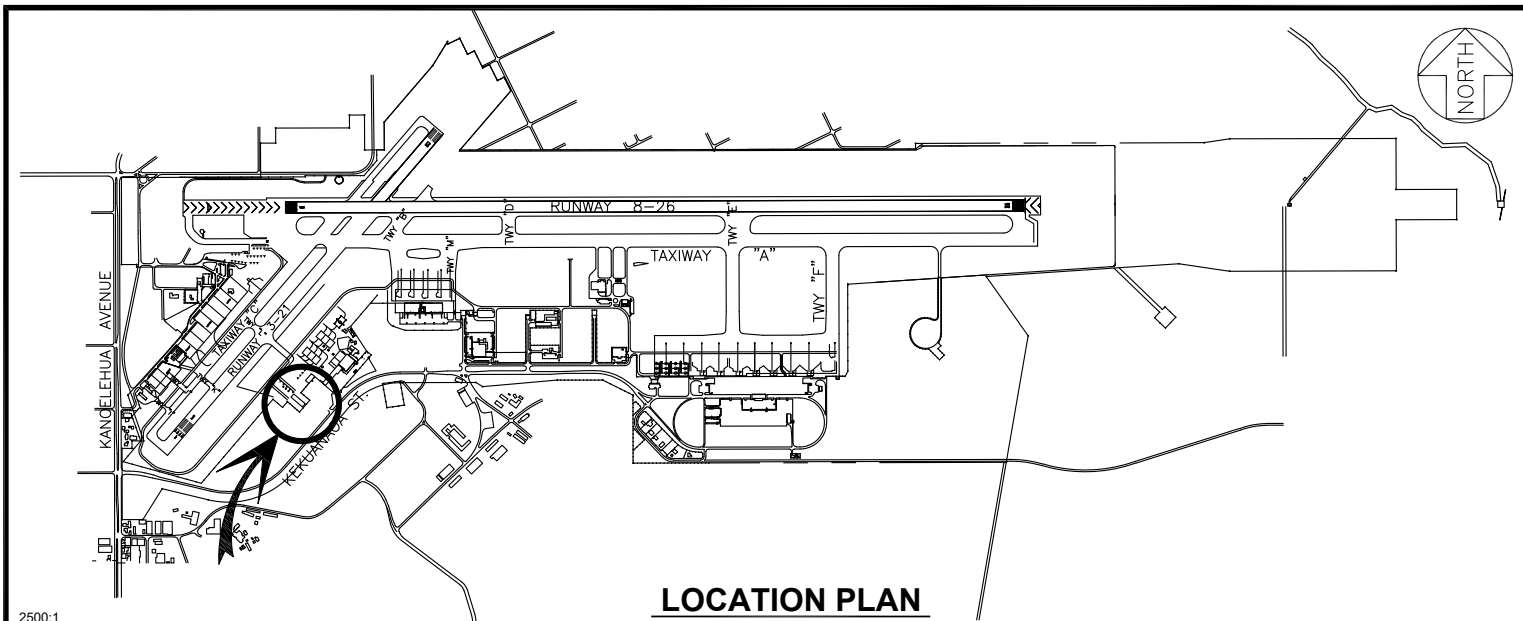 NORTH
RUNWAY 8-26
TWY "B"
TWY "D"
TWY "E"
TWY "M"
TAXIWAY "A"
TWY "F"
KANOELEHUA AVENUE
TAXIWAY "C"
RUNWAY 3-21
KEKUANAOA ST.
LOCATION PLAN
2500:1